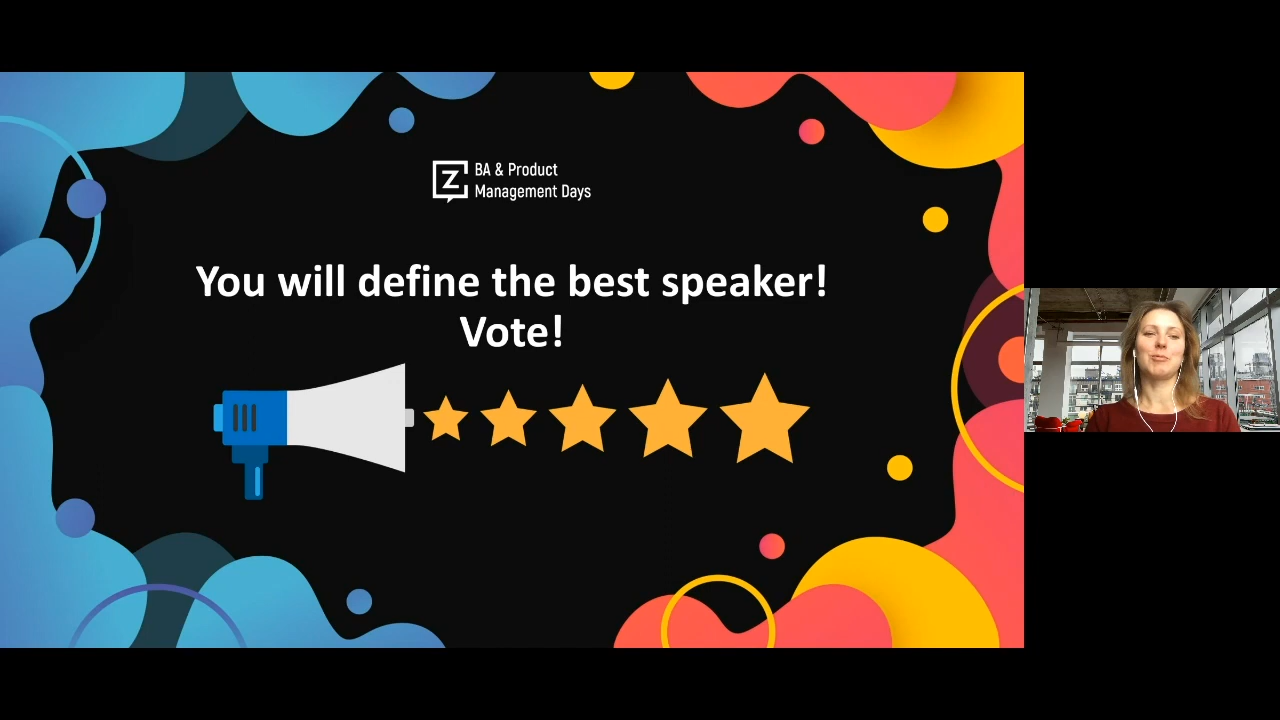 Z
BA & Product
Management Days
You will define the best speaker!
Vote!